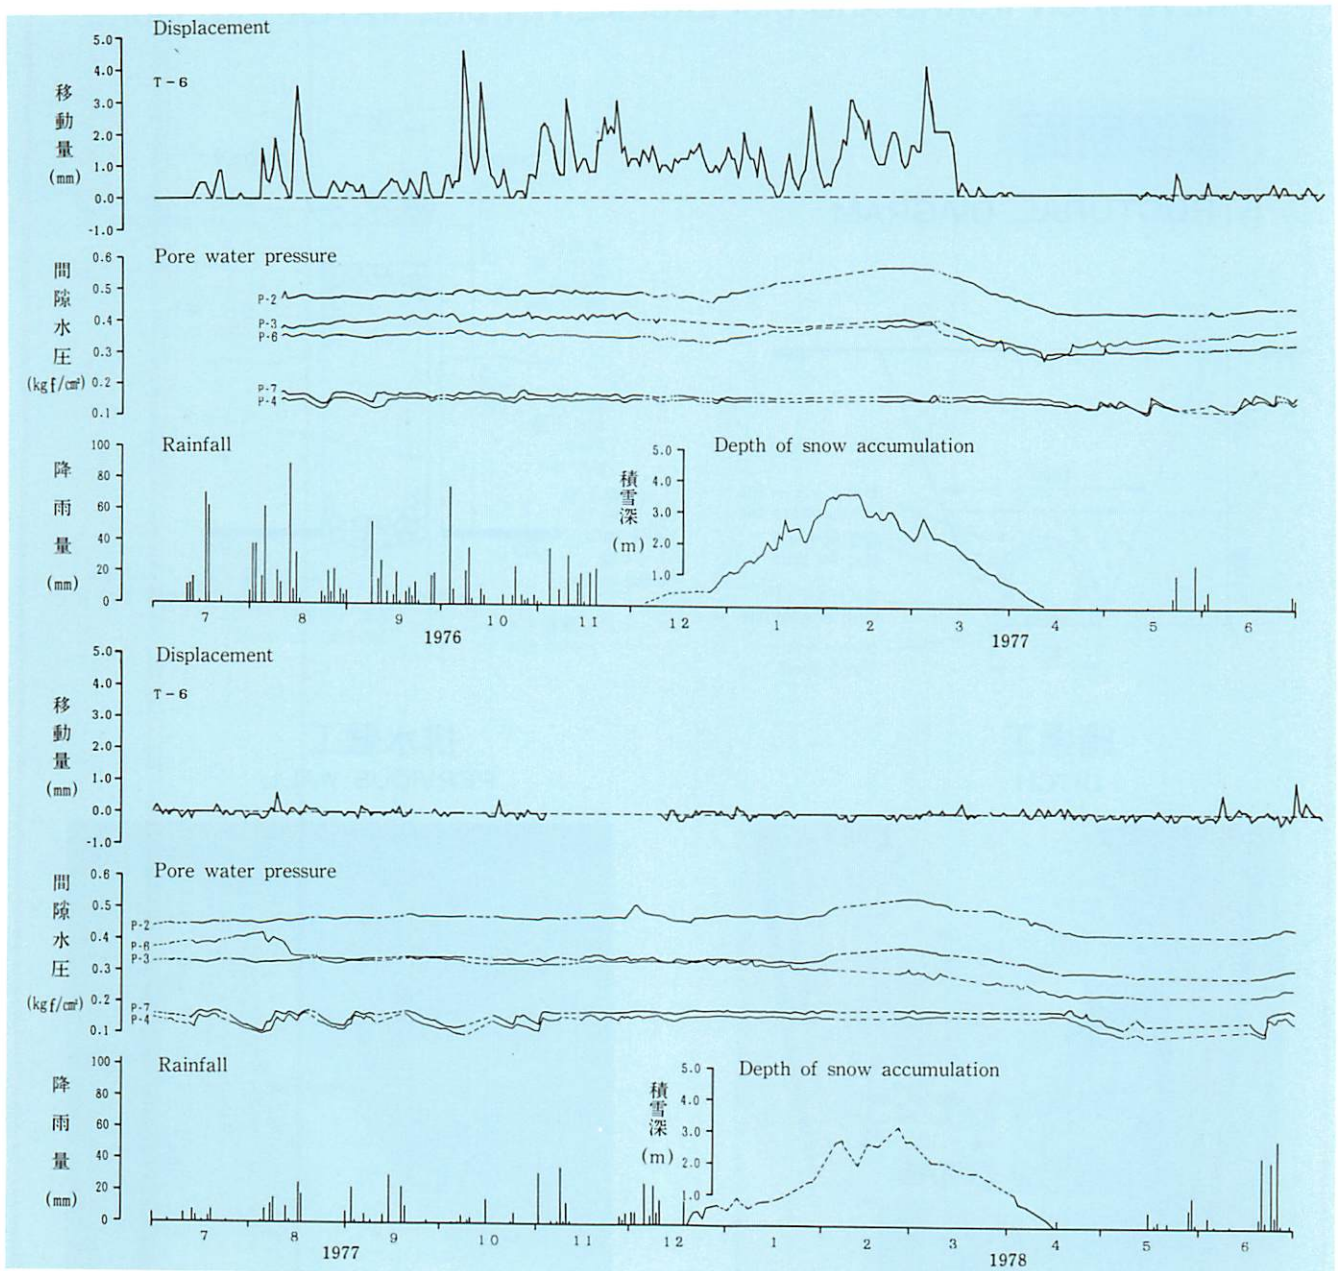 Displacement
T-6
移動量
(mm)
5.0
4.0
3.0
2.0
1.0
0.0
-1.0
Pore water pressure
間隙水圧
(kgf/cm²)
0.6
0.5
0.4
0.3
0.2
0.1
P-2
P-3
P-6
P-7
P-4
Rainfall
降雨量
(mm)
100
80
60
40
20
0
Depth of snow accumulation
積雪深
(m)
5.0
4.0
3.0
2.0
1.0
7 8 9 10 11 12 1 2 3 4 5 6
1976 1977
Displacement
T-6
移動量
(mm)
5.0
4.0
3.0
2.0
1.0
0.0
-1.0
Pore water pressure
間隙水圧
(kgf/cm²)
0.6
0.5
0.4
0.3
0.2
0.1
P-2
P-6
P-3
P-7
P-4
Rainfall
降雨量
(mm)
100
80
60
40
20
0
Depth of snow accumulation
積雪深
(m)
5.0
4.0
3.0
2.0
1.0
7 8 9 10 11 12 1 2 3 4 5 6
1977 1978